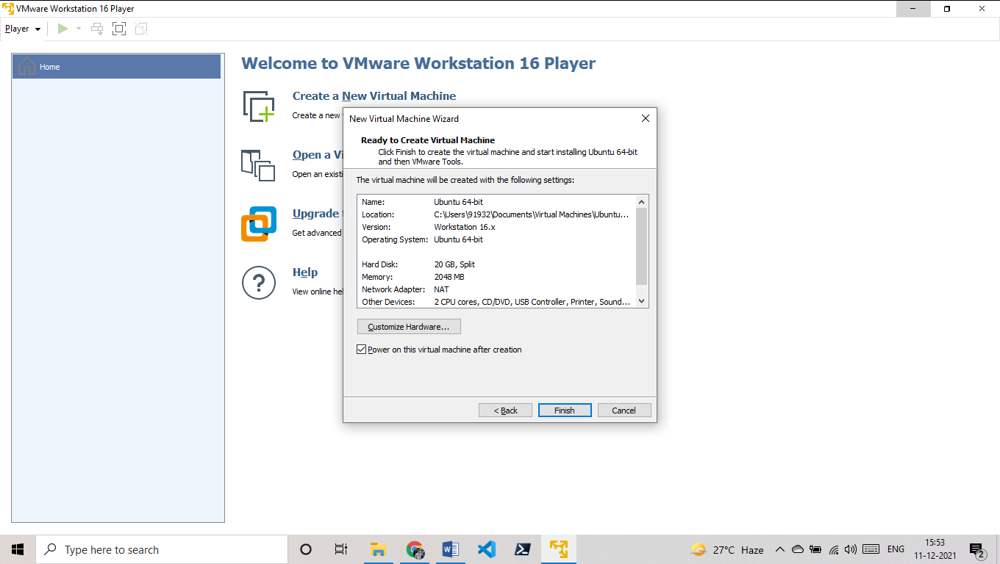 VMware Workstation 16 Player
Player
Home
Welcome to VMware Workstation 16 Player
Create a New Virtual Machine
Create a new
Open a Vi
Open an existi
Upgrade
Get advanced
Help
View online he
New Virtual Machine Wizard
Ready to Create Virtual Machine
Click Finish to create the virtual machine and start installing Ubuntu 64-bit
and then VMware Tools.
The virtual machine will be created with the following settings:
Name: Ubuntu 64-bit
Location: C:\Users\91932\Documents\Virtual Machines\Ubuntu...
Version: Workstation 16.x
Operating System: Ubuntu 64-bit
Hard Disk: 20 GB, Split
Memory: 2048 MB
Network Adapter: NAT
Other Devices: 2 CPU cores, CD/DVD, USB Controller, Printer, Sound...
Customize Hardware...
Power on this virtual machine after creation
< Back Finish Cancel
Type here to search
27°C Haze
ENG
15:53
11-12-2021
2